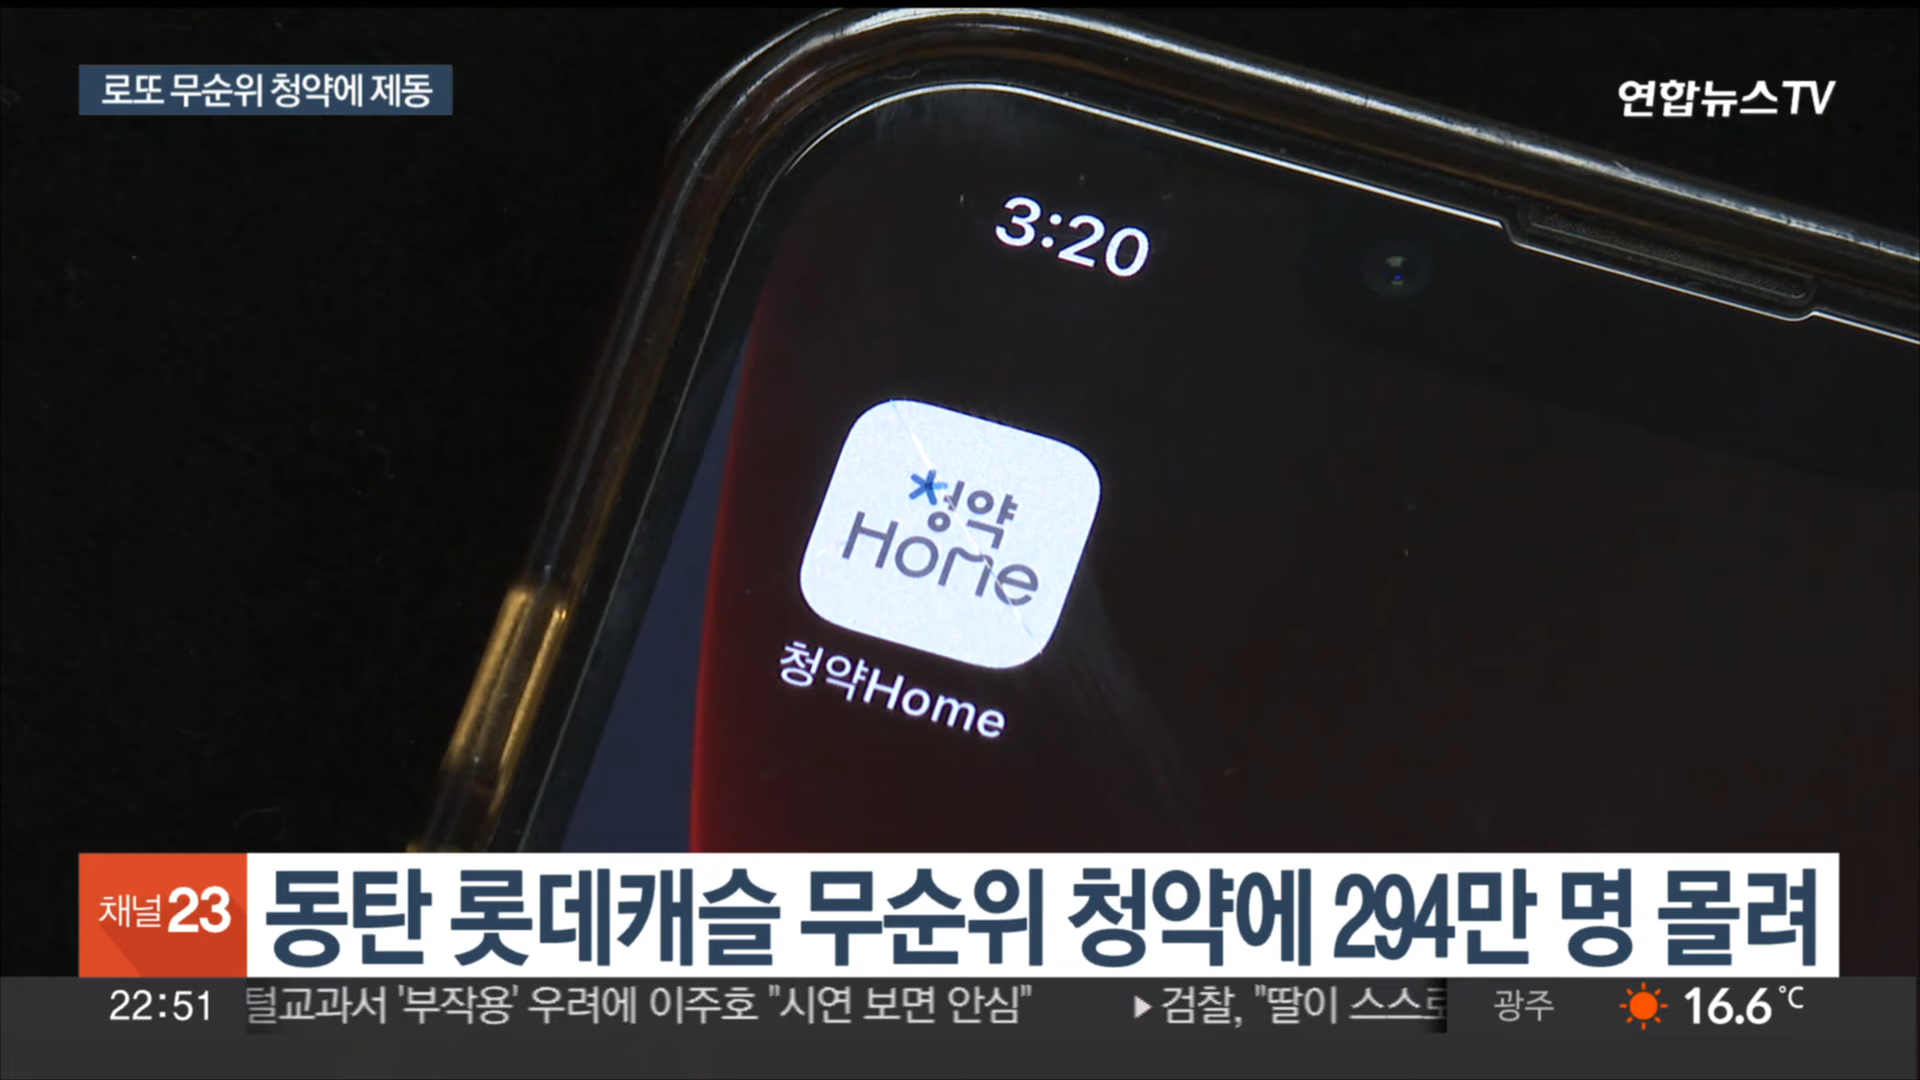 로또 무순위 청약에 제동
연합뉴스TV
3:20
청약
Home
청약Home
채널23
동탄 롯데캐슬 무순위 청약에 294만 명 몰려
22:51 털교과서 '부작용' 우려에 이주호 "시연 보면 안심" ▶검찰, "딸이 스스로 광주 16.6℃